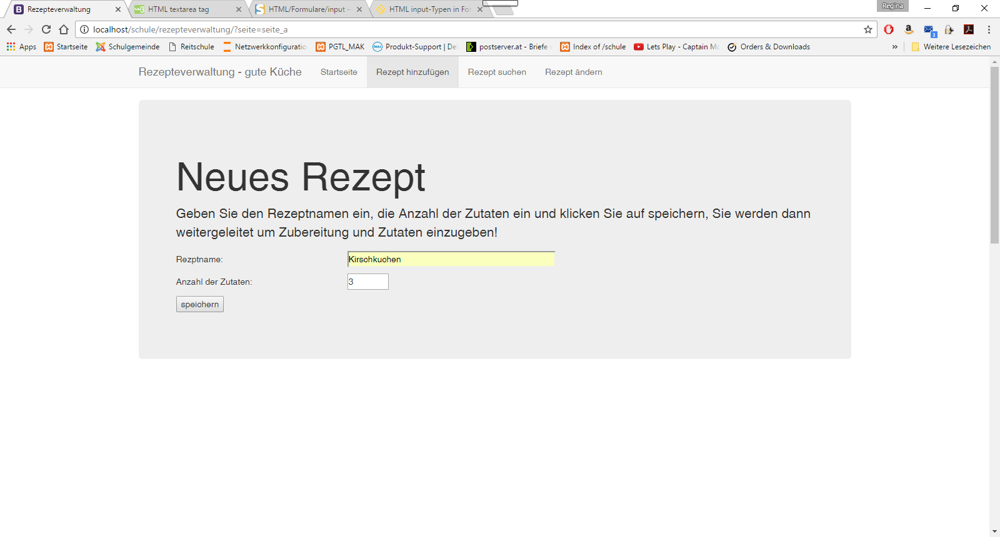 Rezepteverwaltung
HTML textarea tag
HTML/Formulare/input –
HTML input-Typen in For
Regina
localhost/schule/rezepteverwaltung/?seite=seite_a
3
Apps Startseite Schulgemeinde Reitschule Netzwerkkonfiguratio PGTL_MAK Produkt-Support | De postserver.at - Briefe Index of /schule Lets Play - Captain Mo Orders & Downloads » Weitere Lesezeichen
Rezepteverwaltung - gute Küche Startseite Rezept hinzufügen Rezept suchen Rezept ändern
Neues Rezept
Geben Sie den Rezeptnamen ein, die Anzahl der Zutaten ein und klicken Sie auf speichern, Sie werden dann
weitergeleitet um Zubereitung und Zutaten einzugeben!
Rezptname: Kirschkuchen
Anzahl der Zutaten: 3
speichern